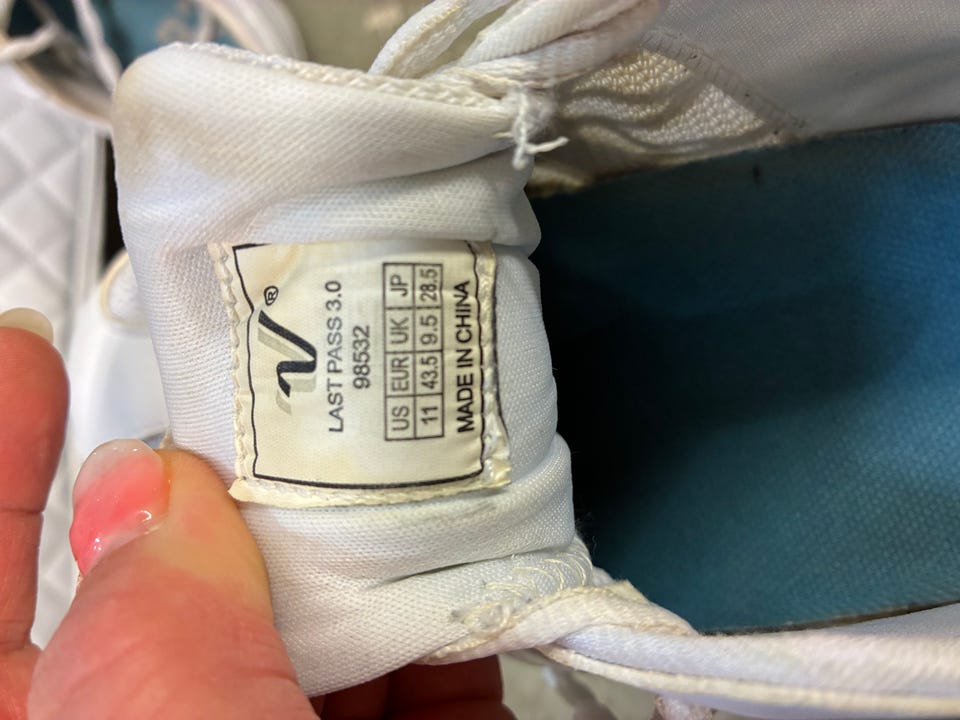 ®
LAST PASS 3.0
98532
US EUR UK JP
11 43.5 9.5 28.5
MADE IN CHINA